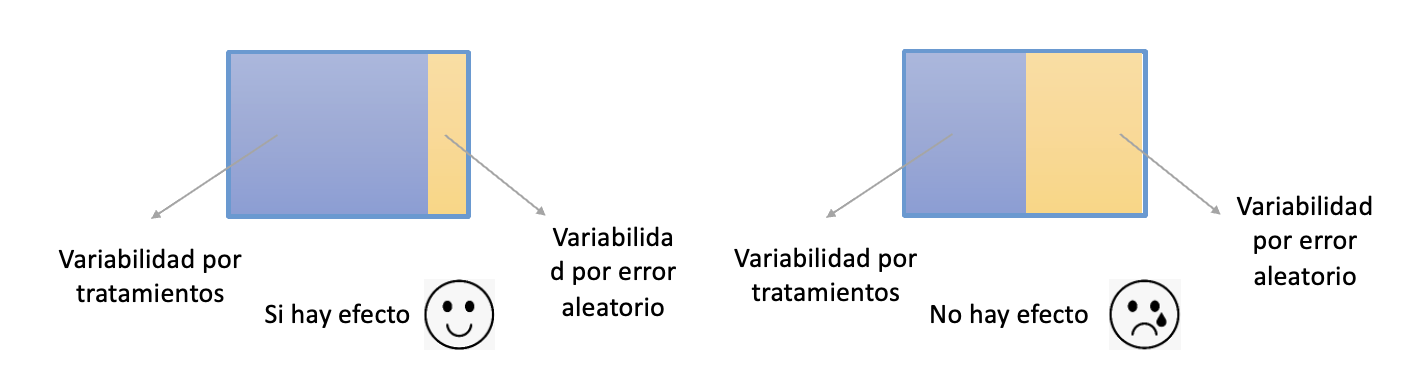 Variabilidad por
tratamientos
Variabilida
d por error
aleatorio
Si hay efecto
Variabilidad por
tratamientos
Variabilidad
por error
aleatorio
No hay efecto